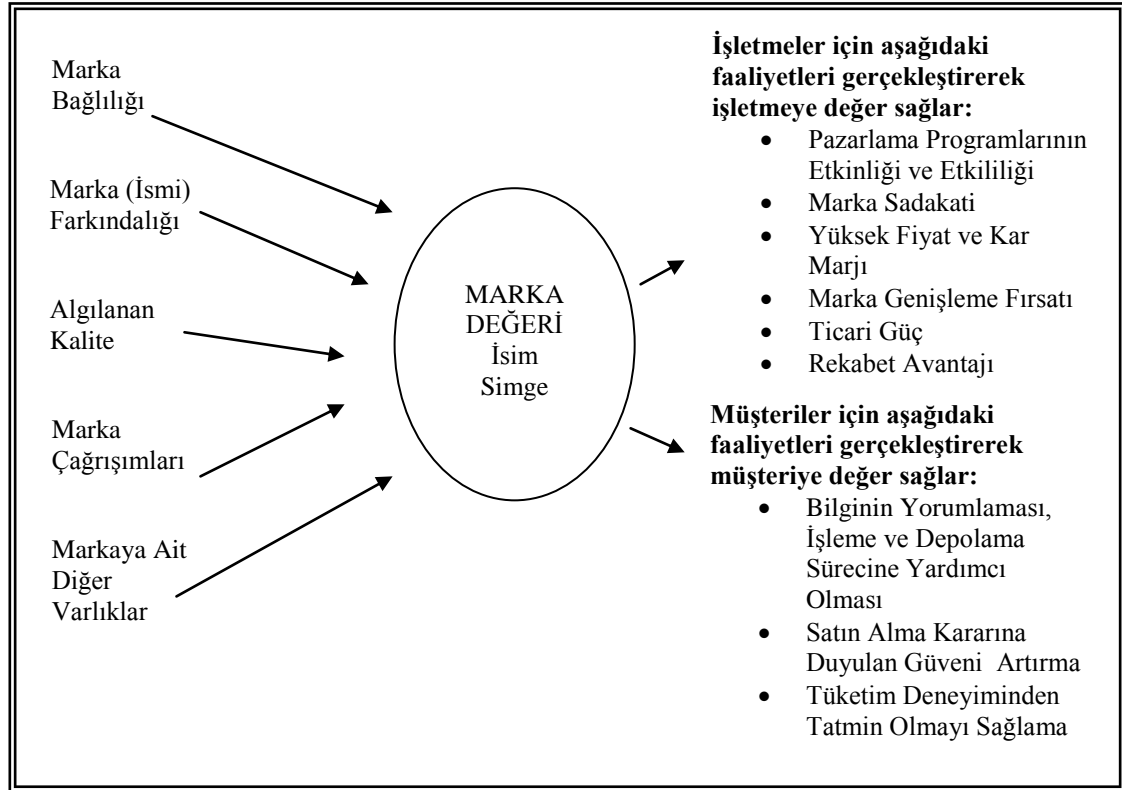 Marka
Bağlılığı
Marka (İsmi)
Farkındalığı
Algılanan
Kalite
Marka
Çağrışımları
Markaya Ait
Diğer
Varlıklar
MARKA
DEĞERİ
İsim
Simge
İşletmeler için aşağıdaki
faaliyetleri gerçekleştirerek
işletmeye değer sağlar:
• Pazarlama Programlarının
Etkinliği ve Etkililiği
• Marka Sadakati
• Yüksek Fiyat ve Kar
Marjı
• Marka Genişleme Fırsatı
• Ticari Güç
• Rekabet Avantajı
Müşteriler için aşağıdaki
faaliyetleri gerçekleştirerek
müşteriye değer sağlar:
• Bilginin Yorumlaması,
İşleme ve Depolama
Sürecine Yardımcı
Olması
• Satın Alma Kararına
Duyulan Güveni Artırma
• Tüketim Deneyiminden
Tatmin Olmayı Sağlama